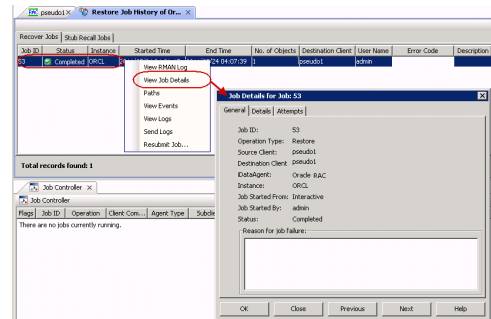 pseudo1 × Restore Job History of Or... ×
Recover Jobs Stub Recall Jobs
Job ID Status Instance Started Time End Time No. of Objects Destination Client User Name Error Code Description
53 Completed ORCL /24 04:07:39 1 pseudo1 admin
View RMAN Log
View Job Details
Paths
View Events
View Logs
Send Logs
Resubmit Job...
Total records found: 1
Job Controller ×
Job Controller
Flags Job ID Operation Client Com... Agent Type Subclie
There are no jobs currently running.
Job Details for Job: 53
General Details Attempts
Job ID: 53
Operation Type: Restore
Source Client: pseudo1
Destination Client pseudo1
iDataAgent: Oracle RAC
Instance: ORCL
Job Started From: Interactive
Job Started By: admin
Status: Completed
Reason for job failure:
OK Close Previous Next Help